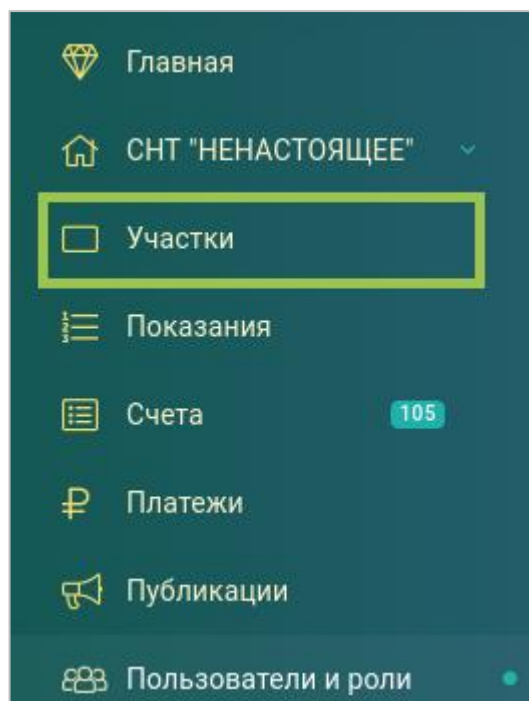 Главная
СНТ "НЕНАСТОЯЩЕЕ"
Участки
Показания
Счета 105
Платежи
Публикации
Пользователи и роли